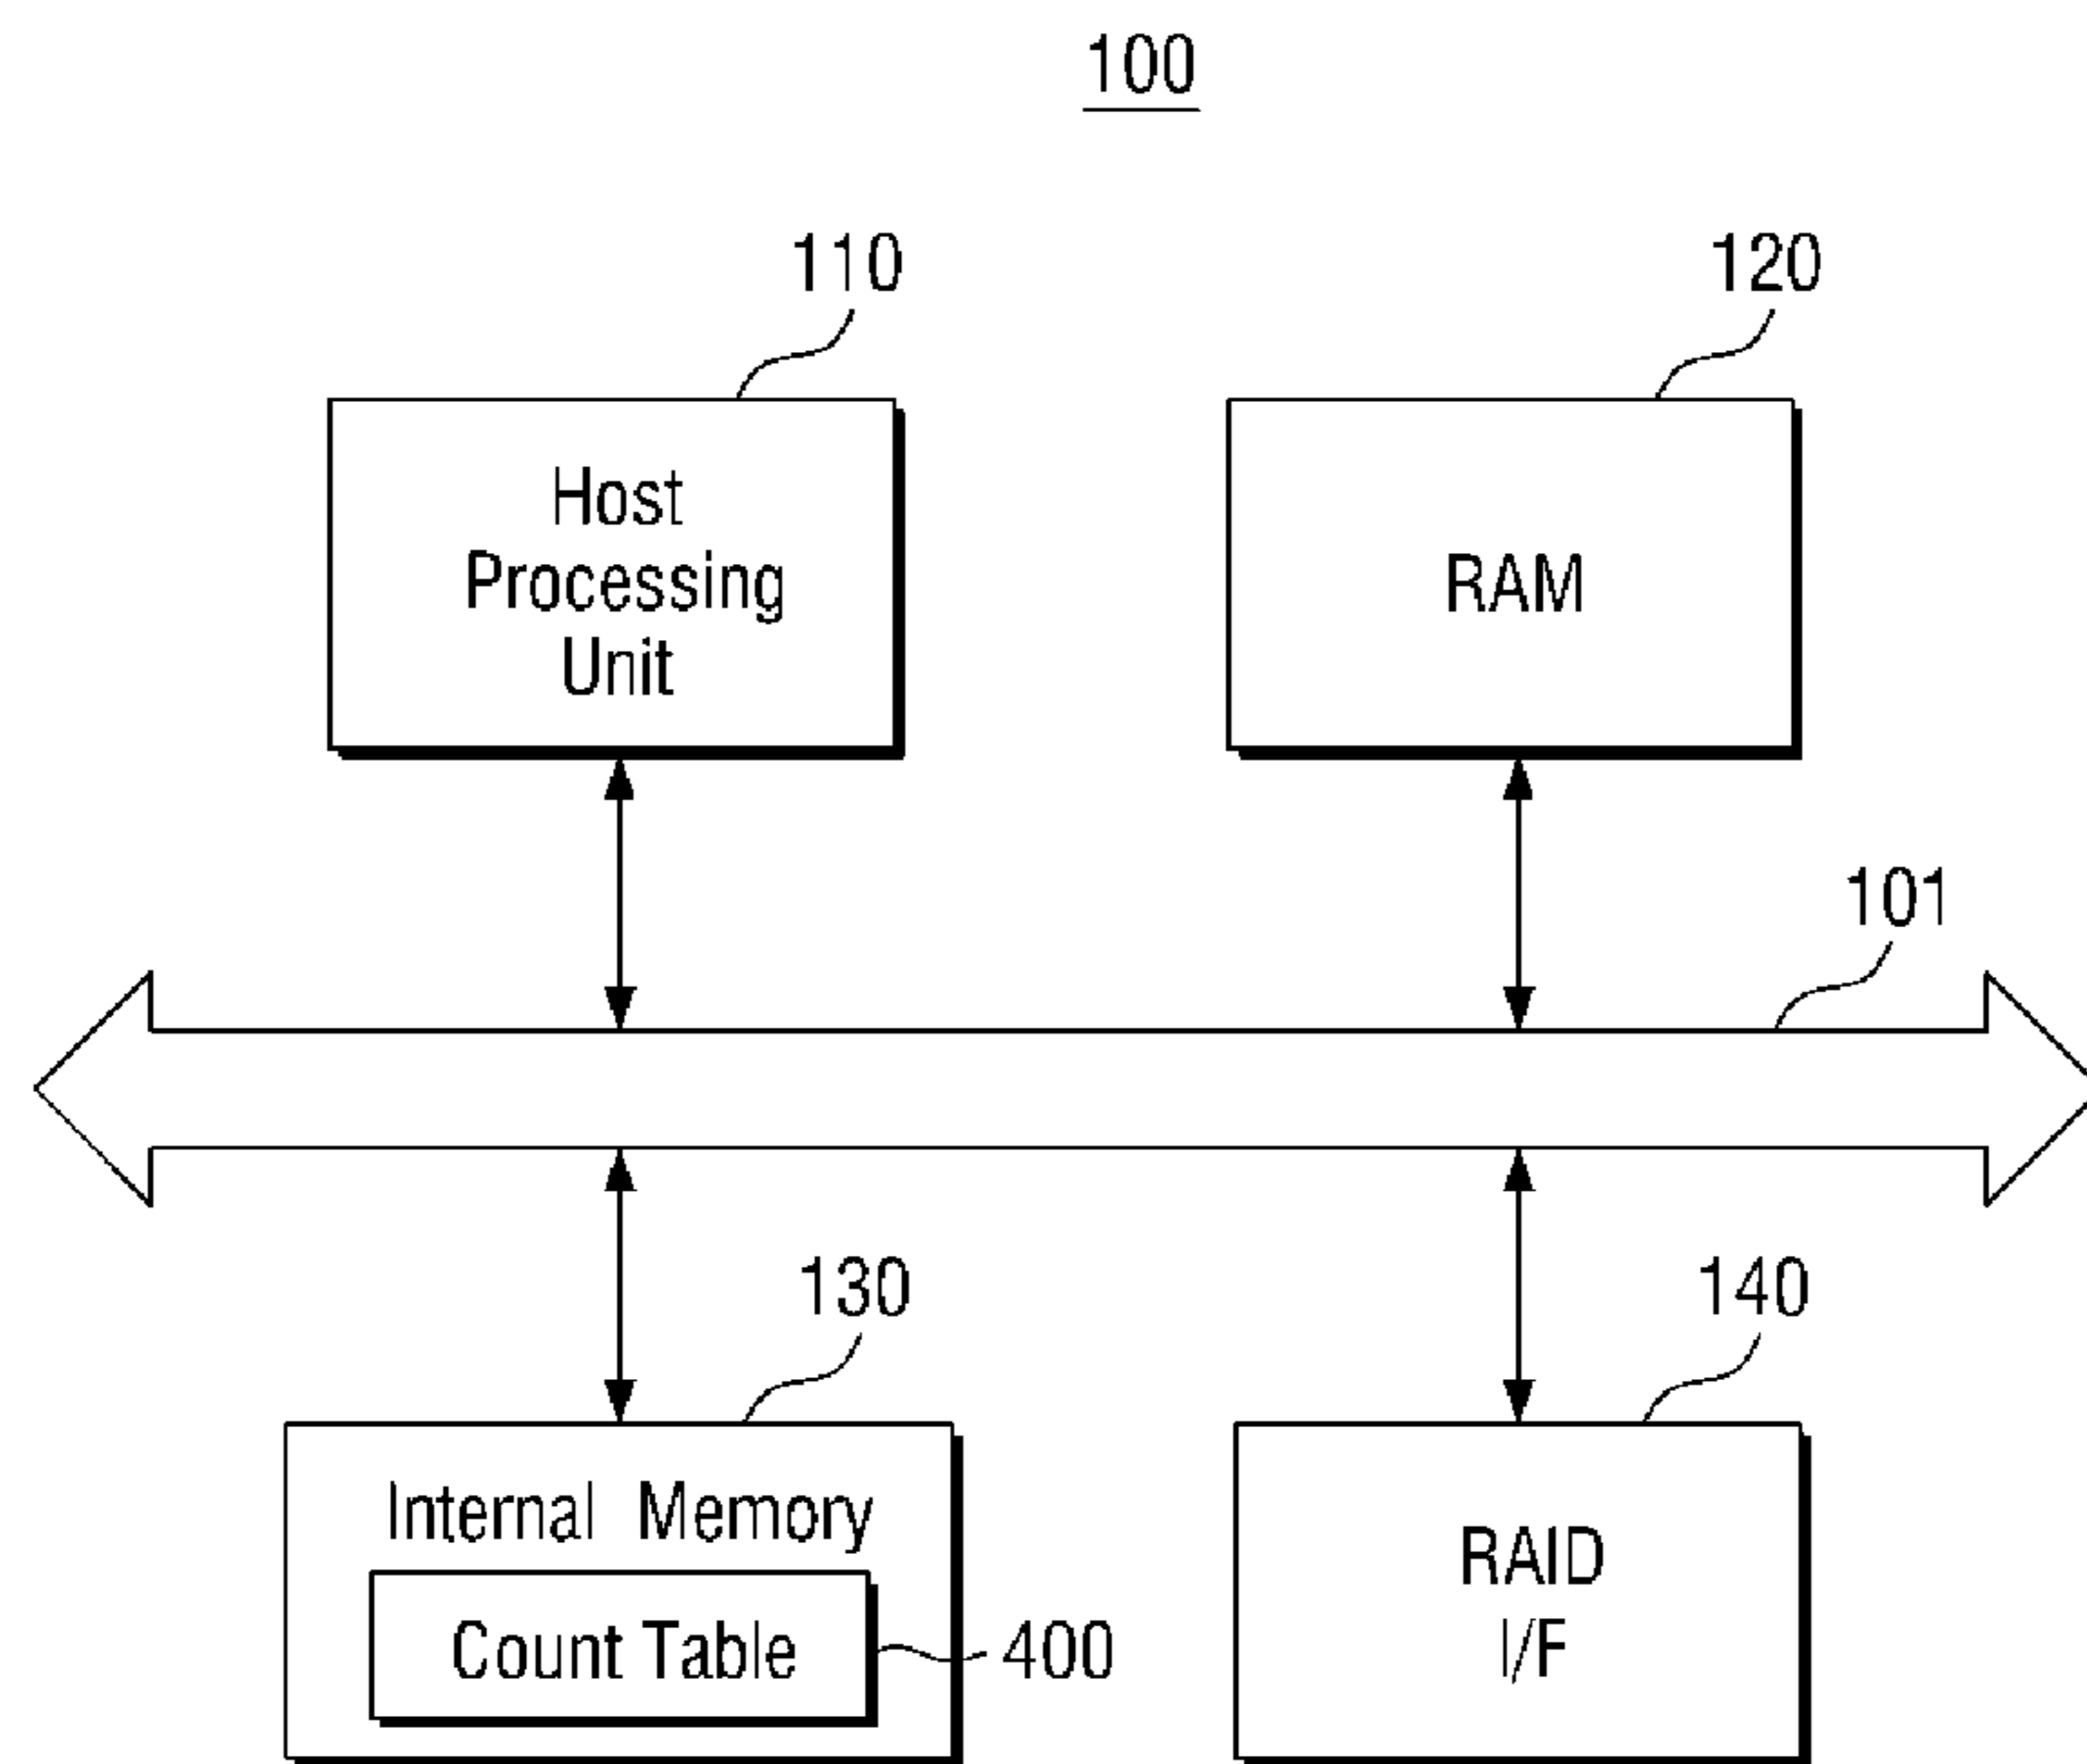 100
110
120
Host
Processing
Unit
RAM
101
130
140
Internal Memory
Count Table
400
RAID
I/F